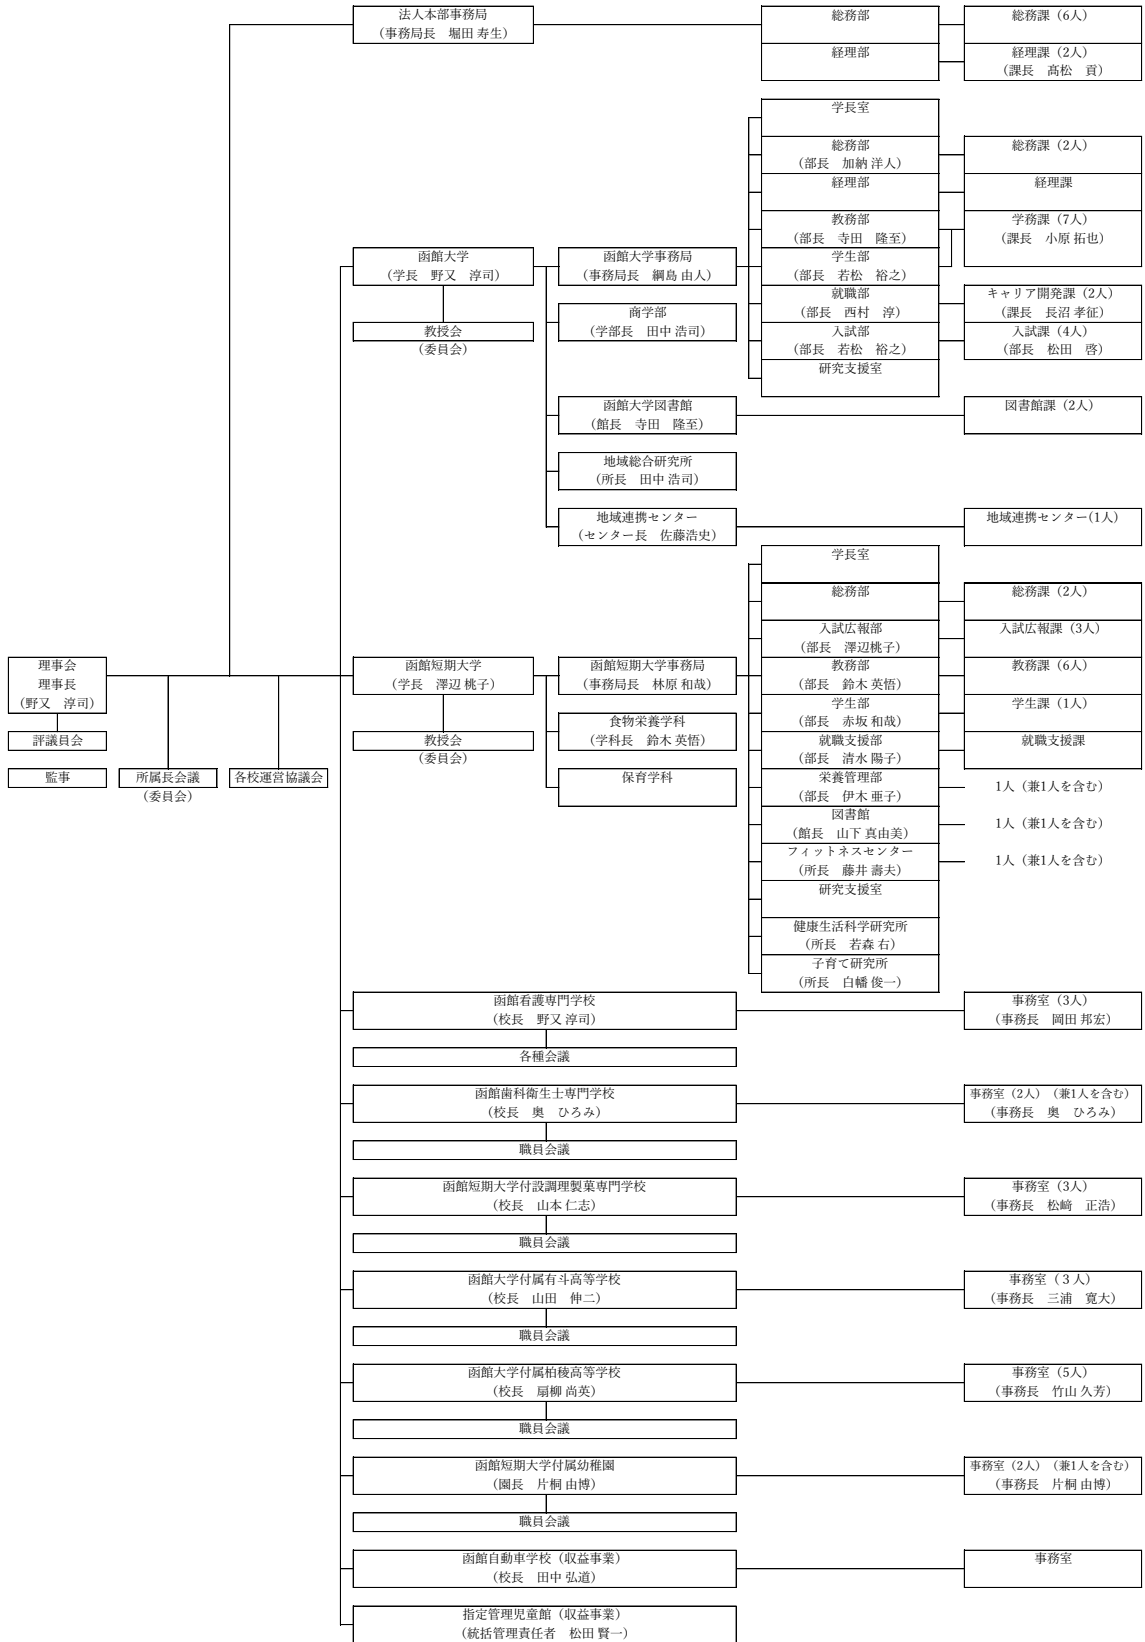 法人本部事務局
(事務局長　堀田 寿生)
総務部
総務課（6人）
経理部
経理課（2人）
(課長　髙松　貢)
学長室
総務部
(部長　加納 洋人)
総務課（2人）
経理部
経理課
教務部
(部長　寺田　隆至)
学務課（7人）
(課長　小原 拓也)
函館大学
(学長　野又　淳司)
函館大学事務局
(事務局長　綱島 由人)
学生部
(部長　若松　裕之)
教授会
(委員会)
商学部
(学部長　田中 浩司)
就職部
(部長　西村　淳)
キャリア開発課（2人）
(課長　長沼 孝征)
入試部
(部長　若松　裕之)
入試課（4人）
(部長　松田　啓)
研究支援室
函館大学図書館
(館長　寺田　隆至)
図書館課（2人）
地域総合研究所
(所長　田中 浩司)
地域連携センター
(センター長　佐藤浩史)
地域連携センター(1人)
学長室
総務部
総務課（2人）
入試広報部
(部長　澤辺桃子)
入試広報課（3人）
理事会
理事長
(野又　淳司)
評議員会
監事
所属長会議
(委員会)
各校運営協議会
函館短期大学
(学長　澤辺 桃子)
教授会
(委員会)
函館短期大学事務局
(事務局長　林原 和哉)
食物栄養学科
(学科長　鈴木 英悟)
保育学科
教務部
(部長　鈴木 英悟)
教務課（6人）
学生部
(部長　赤坂 和哉)
学生課（1人）
就職支援部
(部長　清水 陽子)
就職支援課
栄養管理部
(部長　伊木 亜子)
1人（兼1人を含む）
図書館
(館長　山下 真由美)
1人（兼1人を含む）
フィットネスセンター
(所長　藤井 壽夫)
1人（兼1人を含む）
研究支援室
健康生活科学研究所
(所長　若森 右)
子育て研究所
(所長　白幡 俊一)
函館看護専門学校
(校長　野又 淳司)
事務室（3人）
(事務長　岡田 邦宏)
各種会議
函館歯科衛生士専門学校
(校長　奥　ひろみ)
事務室（2人）（兼1人を含む）
(事務長　奥　ひろみ)
職員会議
函館短期大学付設調理製菓専門学校
(校長　山本 仁志)
事務室（3人）
(事務長　松﨑　正浩)
職員会議
函館大学付属有斗高等学校
(校長　山田　伸二)
事務室（３人）
(事務長　三浦　寛大)
職員会議
函館大学付属柏稜高等学校
(校長　扇柳 尚英)
事務室（5人）
(事務長　竹山 久芳)
職員会議
函館短期大学付属幼稚園
(園長　片桐 由博)
事務室（2人）（兼1人を含む）
(事務長　片桐 由博)
職員会議
函館自動車学校（収益事業）
(校長　田中 弘道)
事務室
指定管理児童館（収益事業）
(統括管理責任者　松田 賢一)